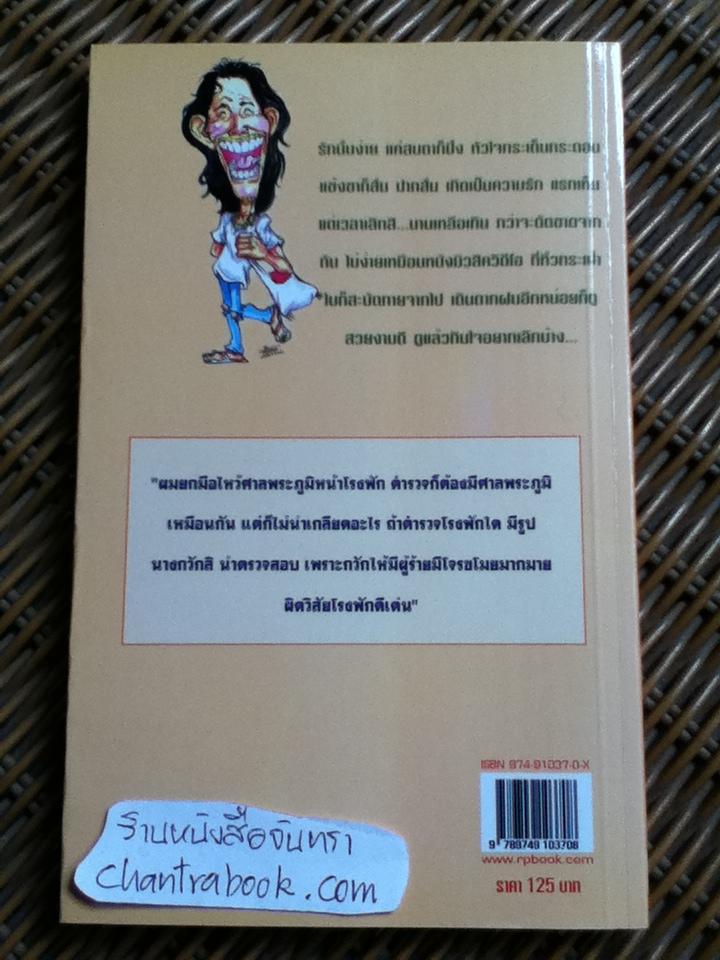 รักนั้นง่าย แค่สบตาก็ปิ๊ง หัวใจกระเด็นกระดอน
แข้งขาก็สั่น ปากสั่น เกิดเป็นความรัก แรกเห็น
แต่เวลาเลิกสิ...นานเหลือเกิน กว่าจะตัดขาดจาก
กัน ไม่ง่ายเหมือนหนังมิวสิควิดีโอ ที่หิ้วกระเป๋า
ใบก็สะบัดกายจากไป เดินตากฝนอีกหน่อยก็ดู
สวยงามดี ดูแล้วกินใจอยากเลิกบ้าง...
"ผมยกมือไหว้ศาลพระภูมิหน้าโรงพัก ตำรวจก็ต้องมีศาลพระภูมิ
เหมือนกัน แต่ก็ไม่น่าเกลียดอะไร ถ้าตำรวจโรงพักใด มีรูป
นางกวักสิ น่าตรวจสอบ เพราะกวักให้มีผู้ร้ายมีโจรขโมยมากมาย
ผิดวิสัยโรงพักดีเด่น"
ISBN 974-91037-0-X
9 789749 103708
www.rpbook.com
ราคา 125 บาท
ร้านหนังสือจันทรา
chantrabook.com